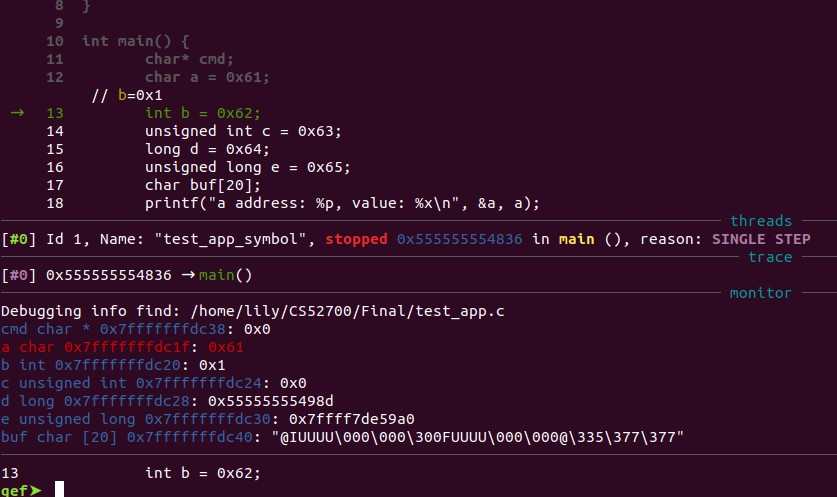 8 }
9
10 int main() {
11 char* cmd;
12 char a = 0x61;
// b=0x1
→ 13 int b = 0x62;
14 unsigned int c = 0x63;
15 long d = 0x64;
16 unsigned long e = 0x65;
17 char buf[20];
18 printf("a address: %p, value: %x\n", &a, a);
threads
[#0] Id 1, Name: "test_app_symbol", stopped 0x555555554836 in main (), reason: SINGLE STEP
trace
[#0] 0x555555554836 → main()
monitor
Debugging info find: /home/lily/CS52700/Final/test_app.c
cmd char * 0x7fffffffdc38: 0x0
a char 0x7fffffffdc1f: 0x61
b int 0x7fffffffdc20: 0x1
c unsigned int 0x7fffffffdc24: 0x0
d long 0x7fffffffdc28: 0x55555555498d
e unsigned long 0x7fffffffdc30: 0x7ffff7de59a0
buf char [20] 0x7fffffffdc40: "@IUUUU\000\000\300FUUUU\000\000@\335\377\377"
13 int b = 0x62;
gef➤